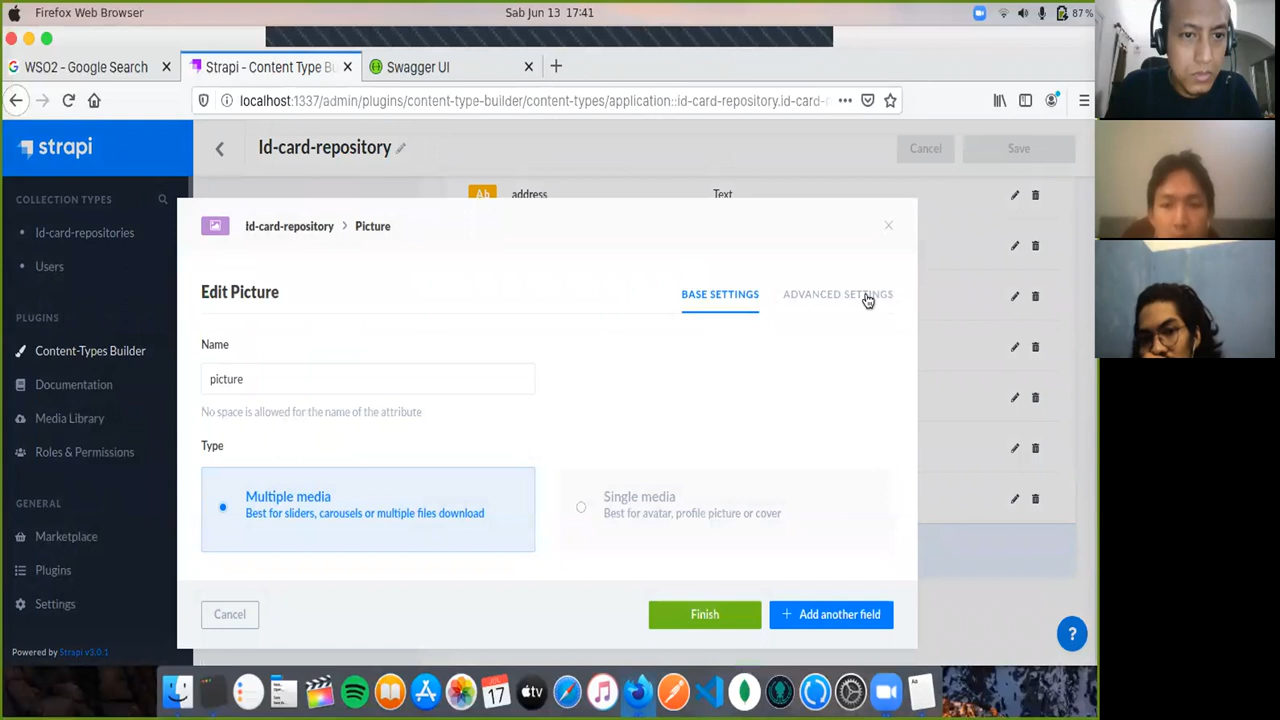 Firefox Web Browser
Sab Jun 13 17:41
87%
WSO2 - Google Search
Strapi - Content Type Bu
Swagger UI
localhost:1337/admin/plugins/content-type-builder/content-types/application::id-card-repository.id-card-r
strapi
Id-card-repository
Cancel
Save
COLLECTION TYPES
Id-card-repositories
Users
PLUGINS
Content-Types Builder
Documentation
Media Library
Roles & Permissions
GENERAL
Marketplace
Plugins
Settings
Powered by Strapi v3.0.1
Ab address Text
Id-card-repository > Picture
Edit Picture
BASE SETTINGS
ADVANCED SETTINGS
Name
picture
No space is allowed for the name of the attribute
Type
Multiple media
Best for sliders, carousels or multiple files download
Single media
Best for avatar, profile picture or cover
Cancel
Finish
+ Add another field
?
17
tv